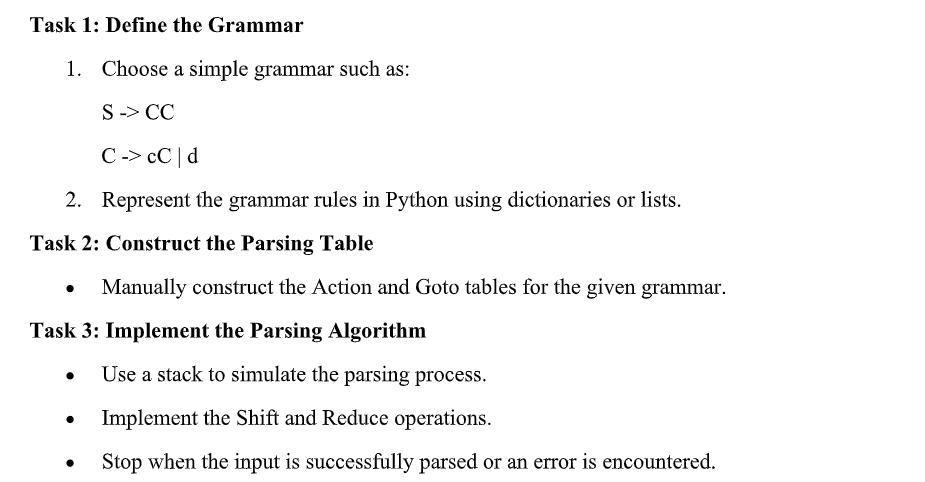 Task 1: Define the Grammar
1. Choose a simple grammar such as:
S -> CC
C -> cC | d
2. Represent the grammar rules in Python using dictionaries or lists.
Task 2: Construct the Parsing Table
• Manually construct the Action and Goto tables for the given grammar.
Task 3: Implement the Parsing Algorithm
• Use a stack to simulate the parsing process.
• Implement the Shift and Reduce operations.
• Stop when the input is successfully parsed or an error is encountered.